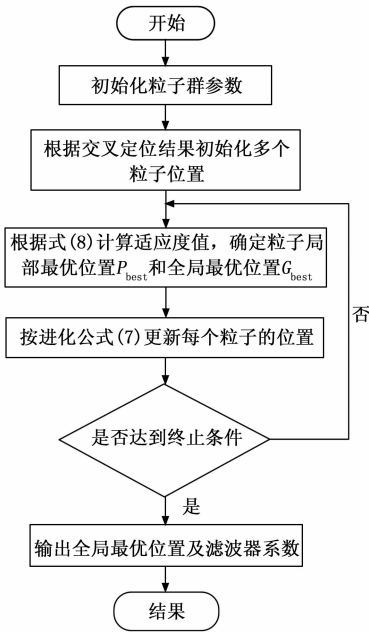 开始
初始化粒子群参数
根据交叉定位结果初始化多个
粒子位置
根据式(8)计算适应度值，确定粒子局
部最优位置Pbest和全局最优位置Gbest
否
按进化公式(7)更新每个粒子的位置
是否达到终止条件
是
输出全局最优位置及滤波器系数
结果